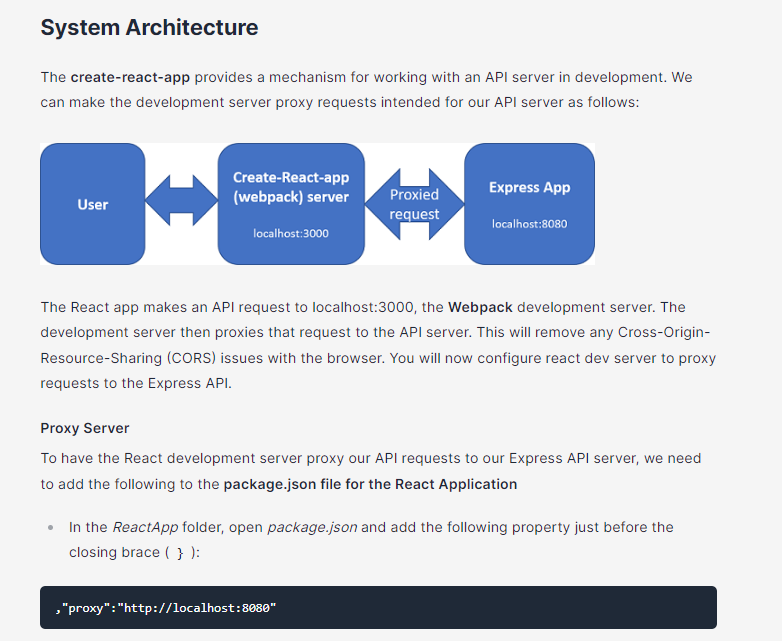 System Architecture
The create-react-app provides a mechanism for working with an API server in development. We
can make the development server proxy requests intended for our API server as follows:
User
Create-React-app
(webpack) server
localhost:3000
Proxied
request
Express App
localhost:8080
The React app makes an API request to localhost:3000, the Webpack development server. The
development server then proxies that request to the API server. This will remove any Cross-Origin-
Resource-Sharing (CORS) issues with the browser. You will now configure react dev server to proxy
requests to the Express API.
Proxy Server
To have the React development server proxy our API requests to our Express API server, we need
to add the following to the package.json file for the React Application
• In the ReactApp folder, open package.json and add the following property just before the
closing brace ( } ):
,"proxy":"http://localhost:8080"